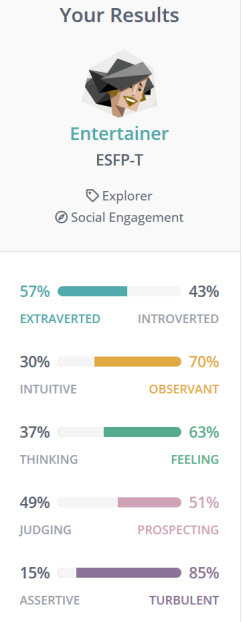 Your Results
Entertainer
ESFP-T
Explorer
Social Engagement
57% 43%
EXTRAVERTED INTROVERTED
30% 70%
INTUITIVE OBSERVANT
37% 63%
THINKING FEELING
49% 51%
JUDGING PROSPECTING
15% 85%
ASSERTIVE TURBULENT